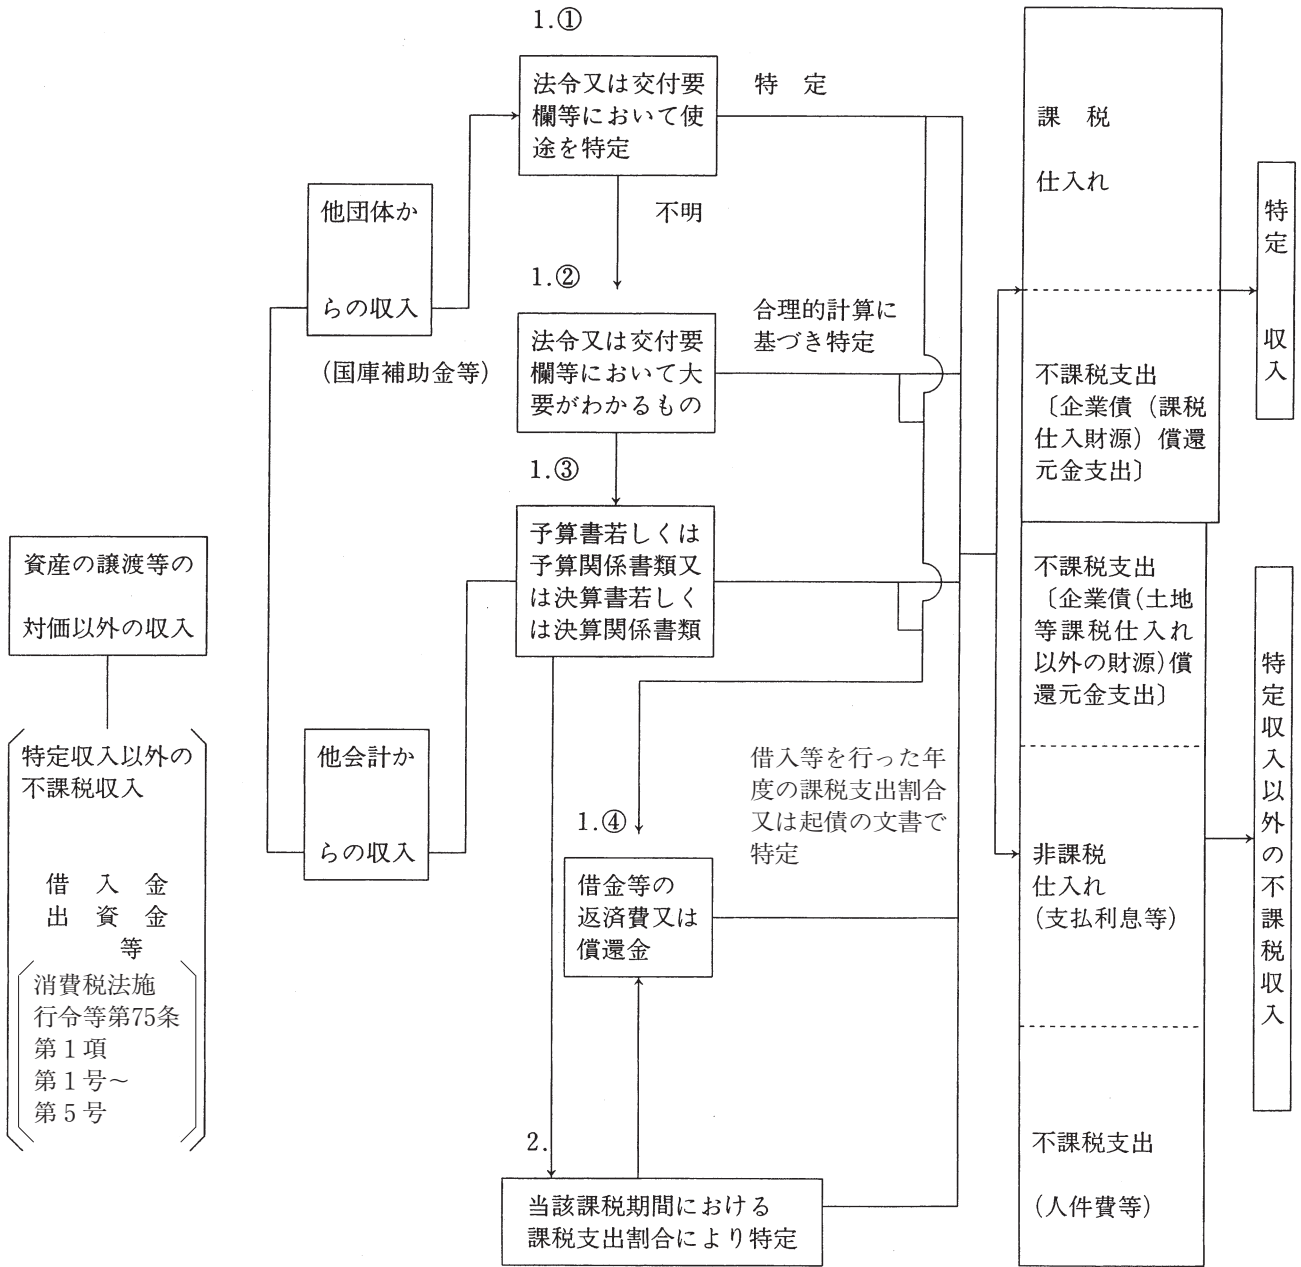 1.①
法令又は交付要
欄等において使
途を特定
特 定
不明
他団体か
らの収入
(国庫補助金等)
1.②
法令又は交付要
欄等において大
要がわかるもの
合理的計算に
基づき特定
1.③
予算書若しくは
予算関係書類又
は決算書若しく
は決算関係書類
資産の譲渡等の
対価以外の収入
特定収入以外の
不課税収入
借 入 金
出 資 金
等
消費税法施
行令等第75条
第1項
第1号~
第5号
他会計か
らの収入
借入等を行った年
度の課税支出割合
又は起債の文書で
特定
1.④
借金等の
返済費又は
償還金
2.
当該課税期間における
課税支出割合により特定
課 税
仕入れ
不課税支出
〔企業債(課税
仕入財源)償還
元金支出〕
不課税支出
〔企業債(土地
等課税仕入れ
以外の財源)償
還元金支出〕
非課税
仕入れ
(支払利息等)
不課税支出
(人件費等)
特定 収入
特定収入以外の不課税収入